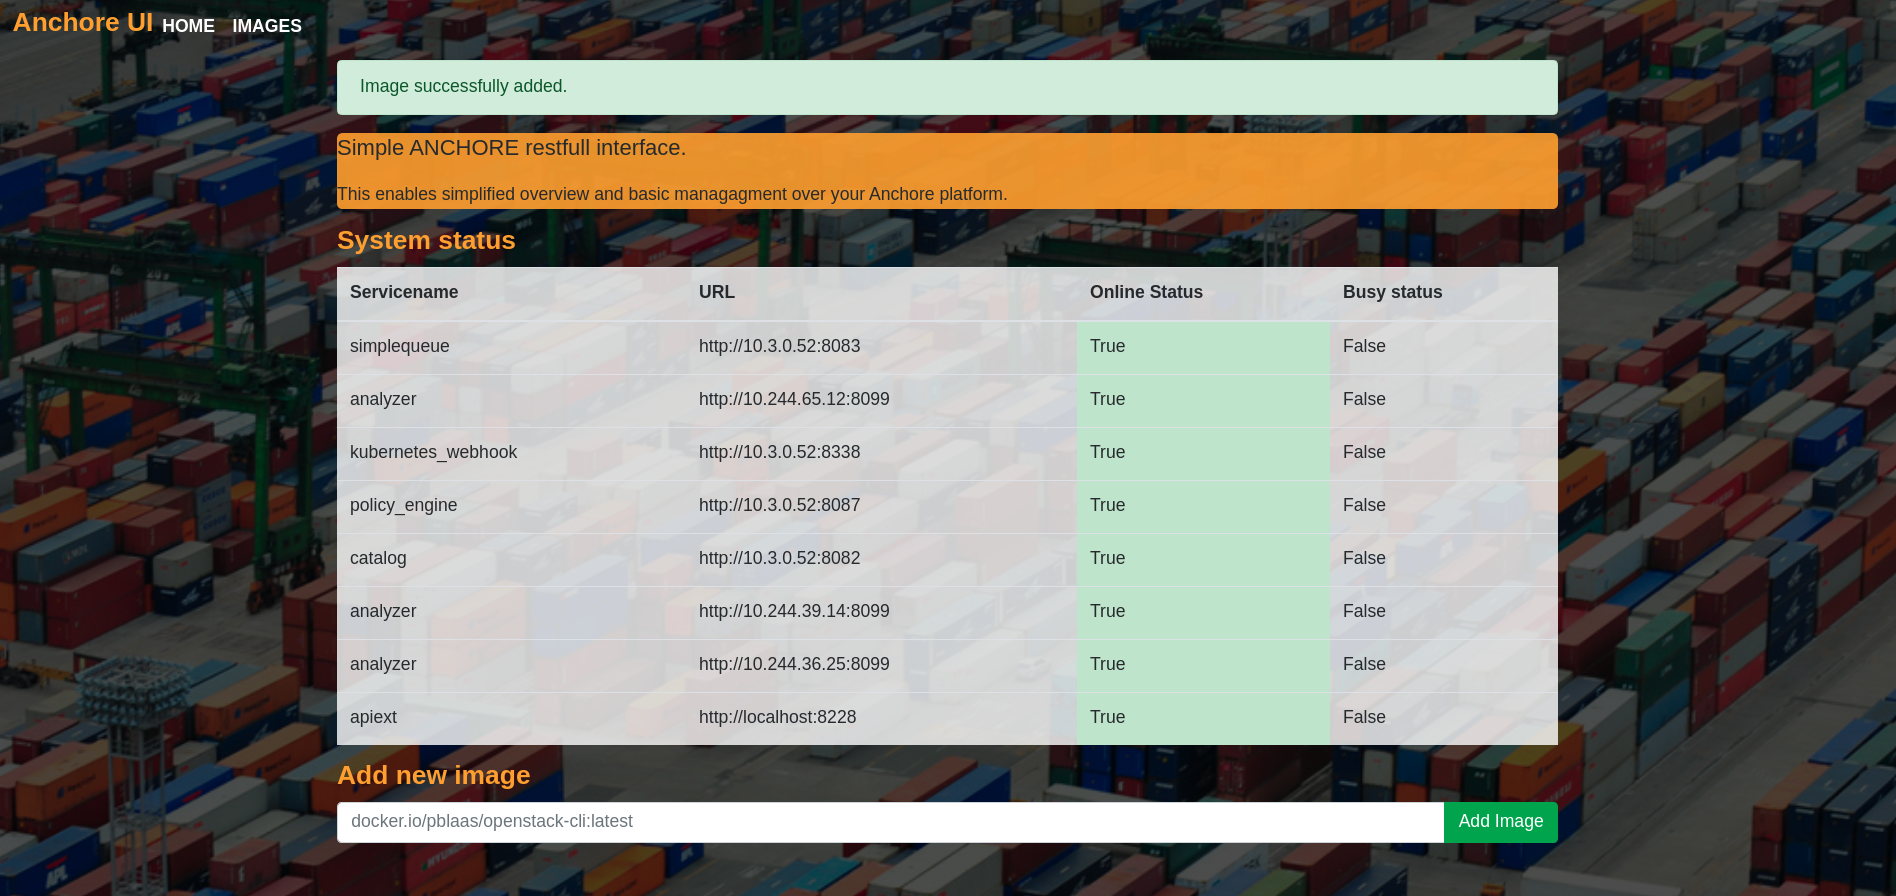 Anchore UI HOME IMAGES
Image successfully added.
Simple ANCHORE restfull interface.
This enables simplified overview and basic managagment over your Anchore platform.
System status
Servicename URL Online Status Busy status
simplequeue http://10.3.0.52:8083 True False
analyzer http://10.244.65.12:8099 True False
kubernetes_webhook http://10.3.0.52:8338 True False
policy_engine http://10.3.0.52:8087 True False
catalog http://10.3.0.52:8082 True False
analyzer http://10.244.39.14:8099 True False
analyzer http://10.244.36.25:8099 True False
apiext http://localhost:8228 True False
Add new image
docker.io/pblaas/openstack-cli:latest Add Image